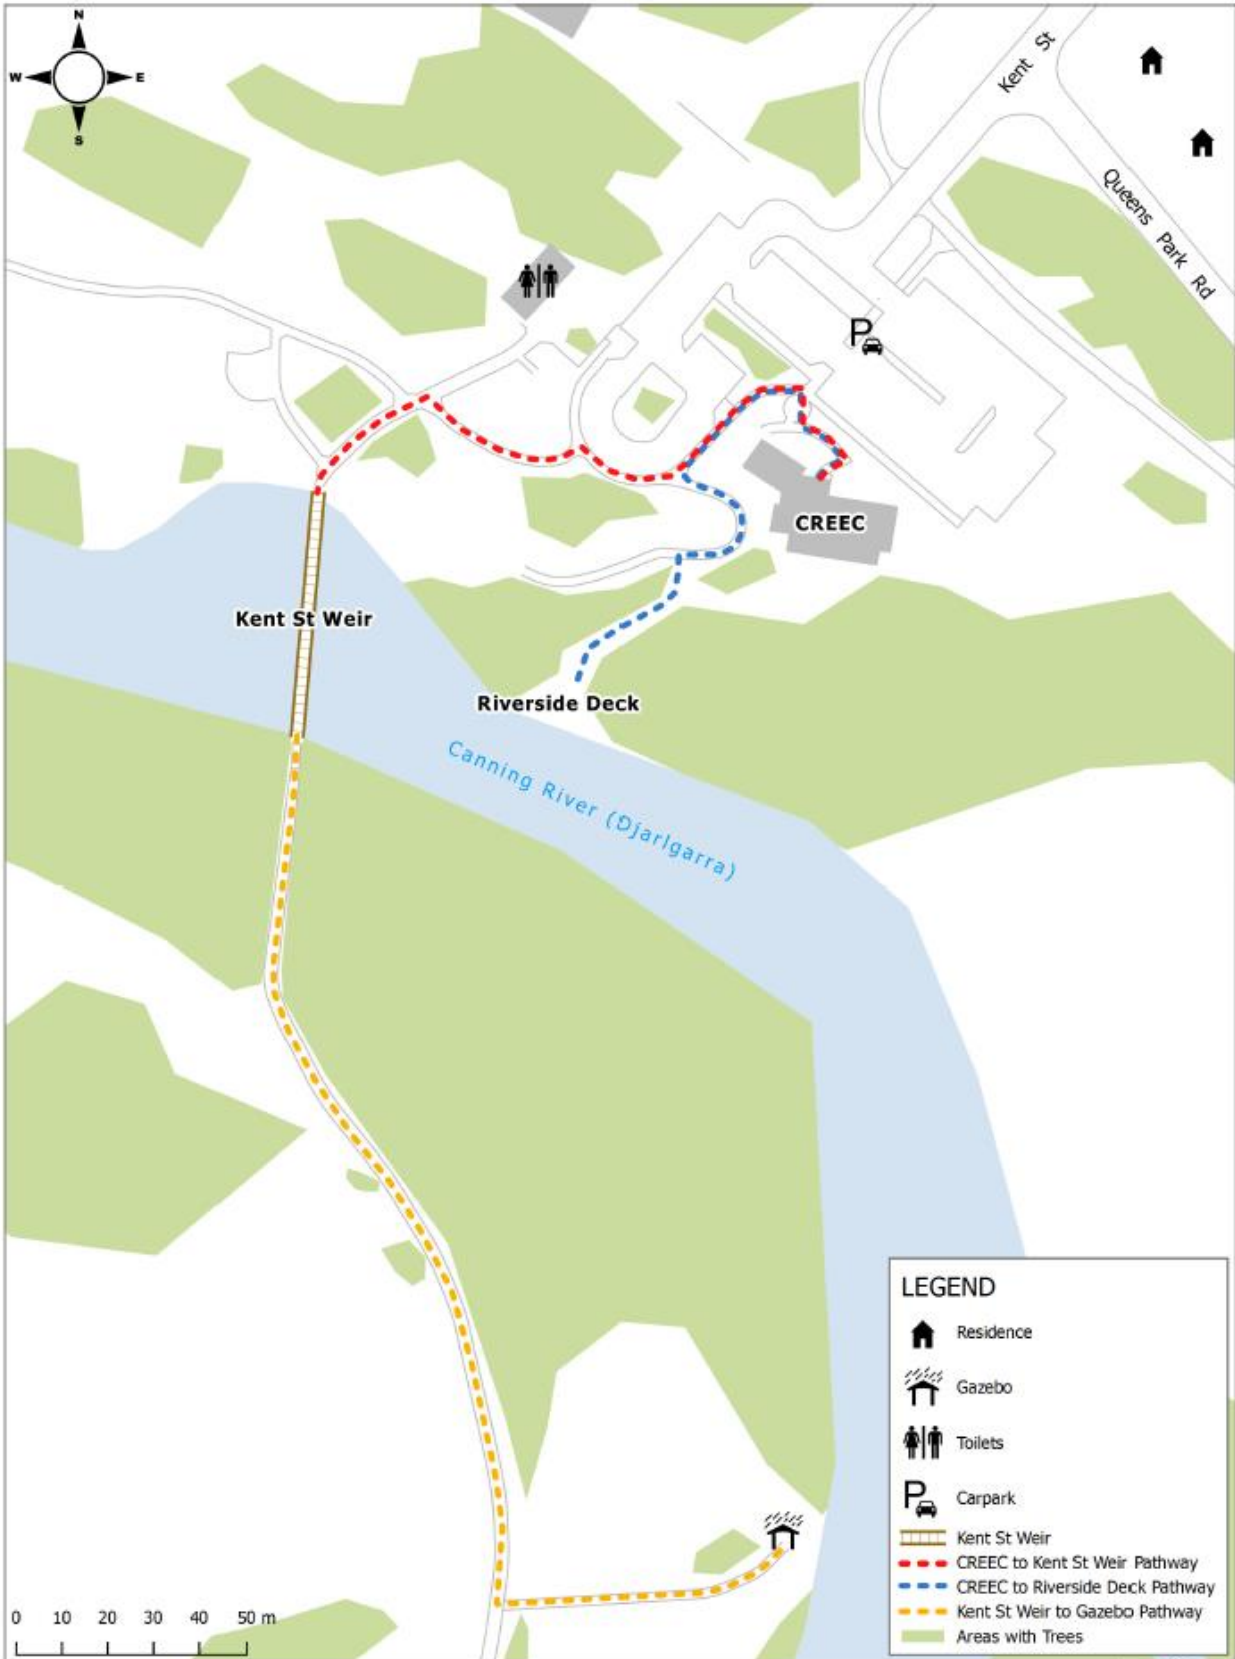 N
W E
S
Kent St
Queens Park Rd
P
CREEC
Kent St Weir
Riverside Deck
Canning River (Djarlgarra)
LEGEND
Residence
Gazebo
Toilets
P Carpark
Kent St Weir
CREEC to Kent St Weir Pathway
CREEC to Riverside Deck Pathway
Kent St Weir to Gazebo Pathway
Areas with Trees
0 10 20 30 40 50 m